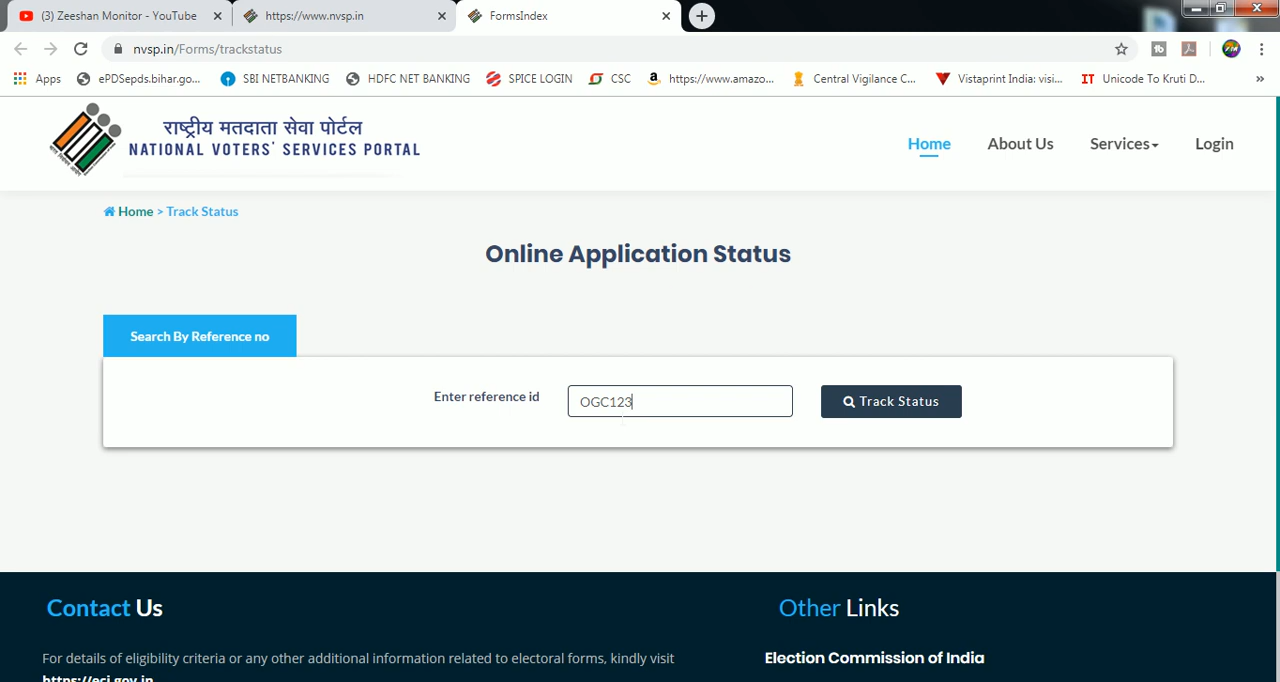 (3) Zeeshan Monitor - YouTube
https://www.nvsp.in
FormsIndex
nvsp.in/Forms/trackstatus
Apps
ePDSepds.bihar.go...
SBI NETBANKING
HDFC NET BANKING
SPICE LOGIN
CSC
https://www.amazo...
Central Vigilance C...
Vistaprint India: visi...
IT Unicode To Kruti D...
»
राष्ट्रीय मतदाता सेवा पोर्टल
NATIONAL VOTERS' SERVICES PORTAL
Home
About Us
Services
Login
Home > Track Status
Online Application Status
Search By Reference no
Enter reference id
OGC123
Track Status
Contact Us
Other Links
For details of eligibility criteria or any other additional information related to electoral forms, kindly visit
https://eci.gov.in
Election Commission of India